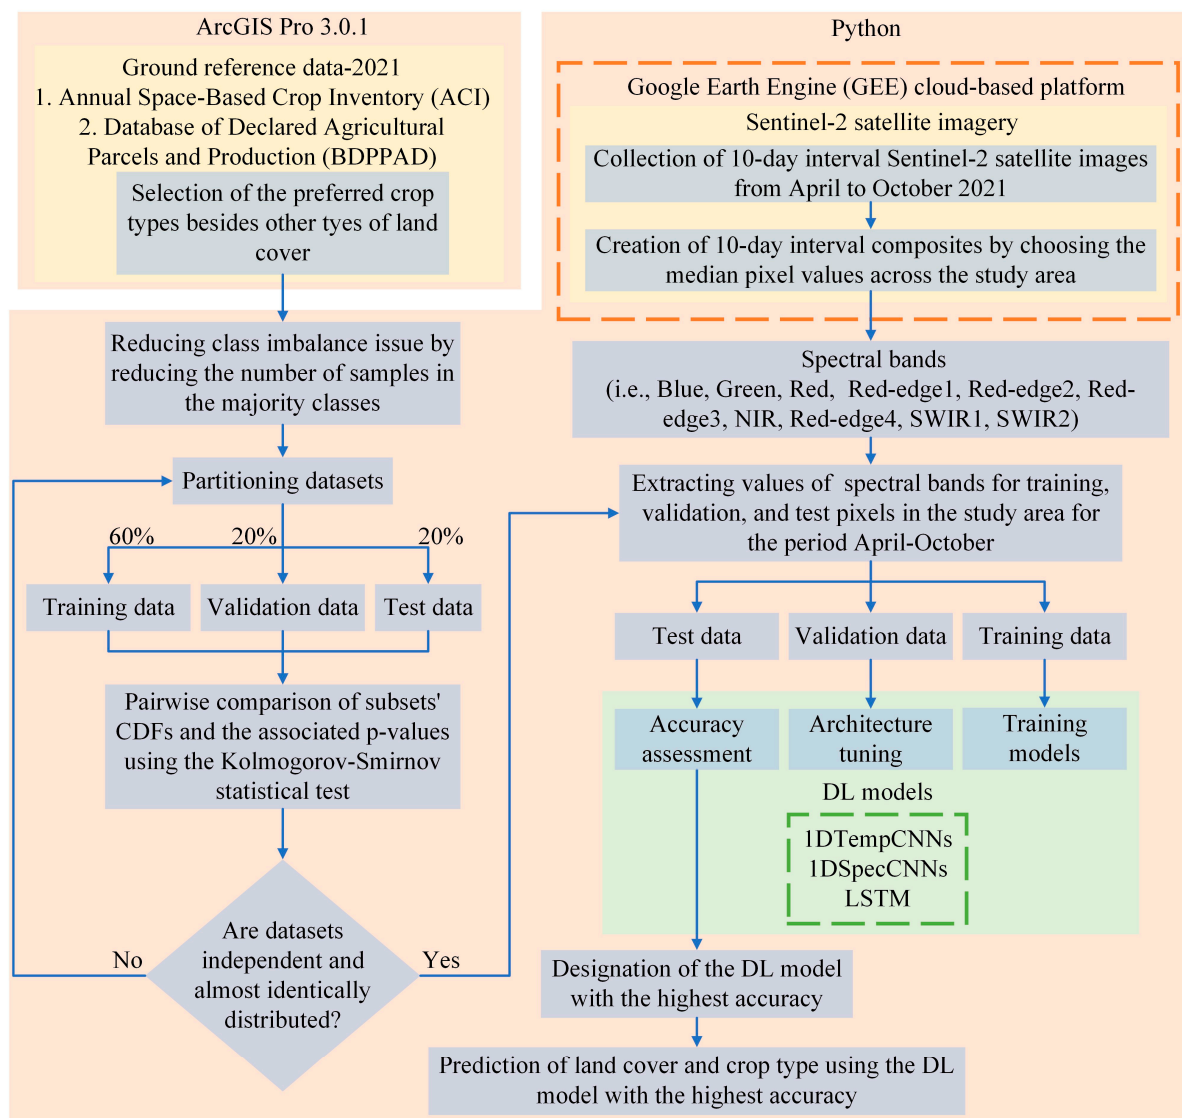 ArcGIS Pro 3.0.1
Ground reference data-2021
1. Annual Space-Based Crop Inventory (ACI)
2. Database of Declared Agricultural
Parcels and Production (BDPPAD)
Selection of the preferred crop
types besides other tyes of land
cover
Reducing class imbalance issue by
reducing the number of samples in
the majority classes
Partitioning datasets
60%
20%
20%
Training data
Validation data
Test data
Pairwise comparison of subsets'
CDFs and the associated p-values
using the Kolmogorov-Smirnov
statistical test
Are datasets
independent and
almost identically
distributed?
No
Yes
Python
Google Earth Engine (GEE) cloud-based platform
Sentinel-2 satellite imagery
Collection of 10-day interval Sentinel-2 satellite images
from April to October 2021
Creation of 10-day interval composites by choosing the
median pixel values across the study area
Spectral bands
(i.e., Blue, Green, Red, Red-edge1, Red-edge2, Red-
edge3, NIR, Red-edge4, SWIR1, SWIR2)
Extracting values of spectral bands for training,
validation, and test pixels in the study area for
the period April-October
Test data
Validation data
Training data
Accuracy
assessment
Architecture
tuning
Training
models
DL models
1DTempCNNs
1DSpecCNNs
LSTM
Designation of the DL model
with the highest accuracy
Prediction of land cover and crop type using the DL
model with the highest accuracy